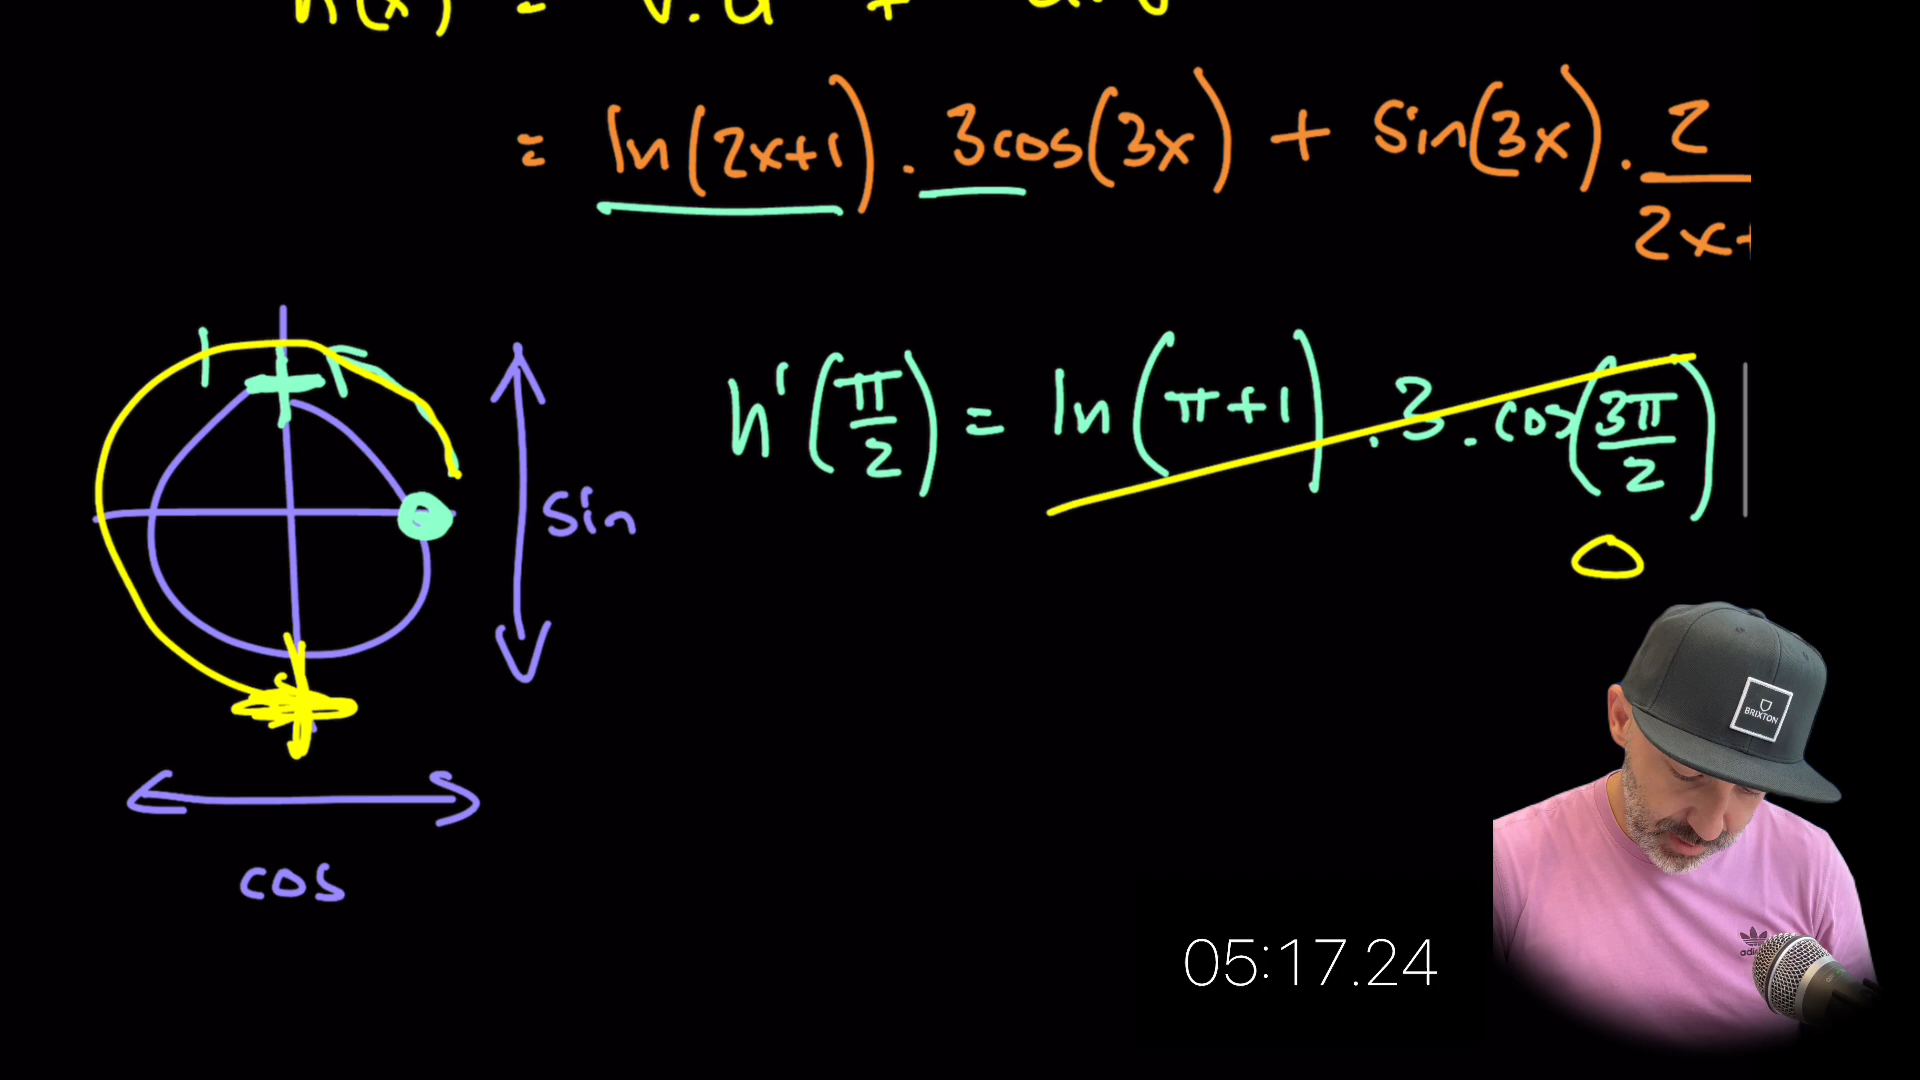 = ln(2x+1) . 3cos(3x) + sin(3x) . 2
2x
h'(π/2) = ln(π+1) . 3 . cos(3π/2)
0
sin
cos
BRIXTON
05:17.24